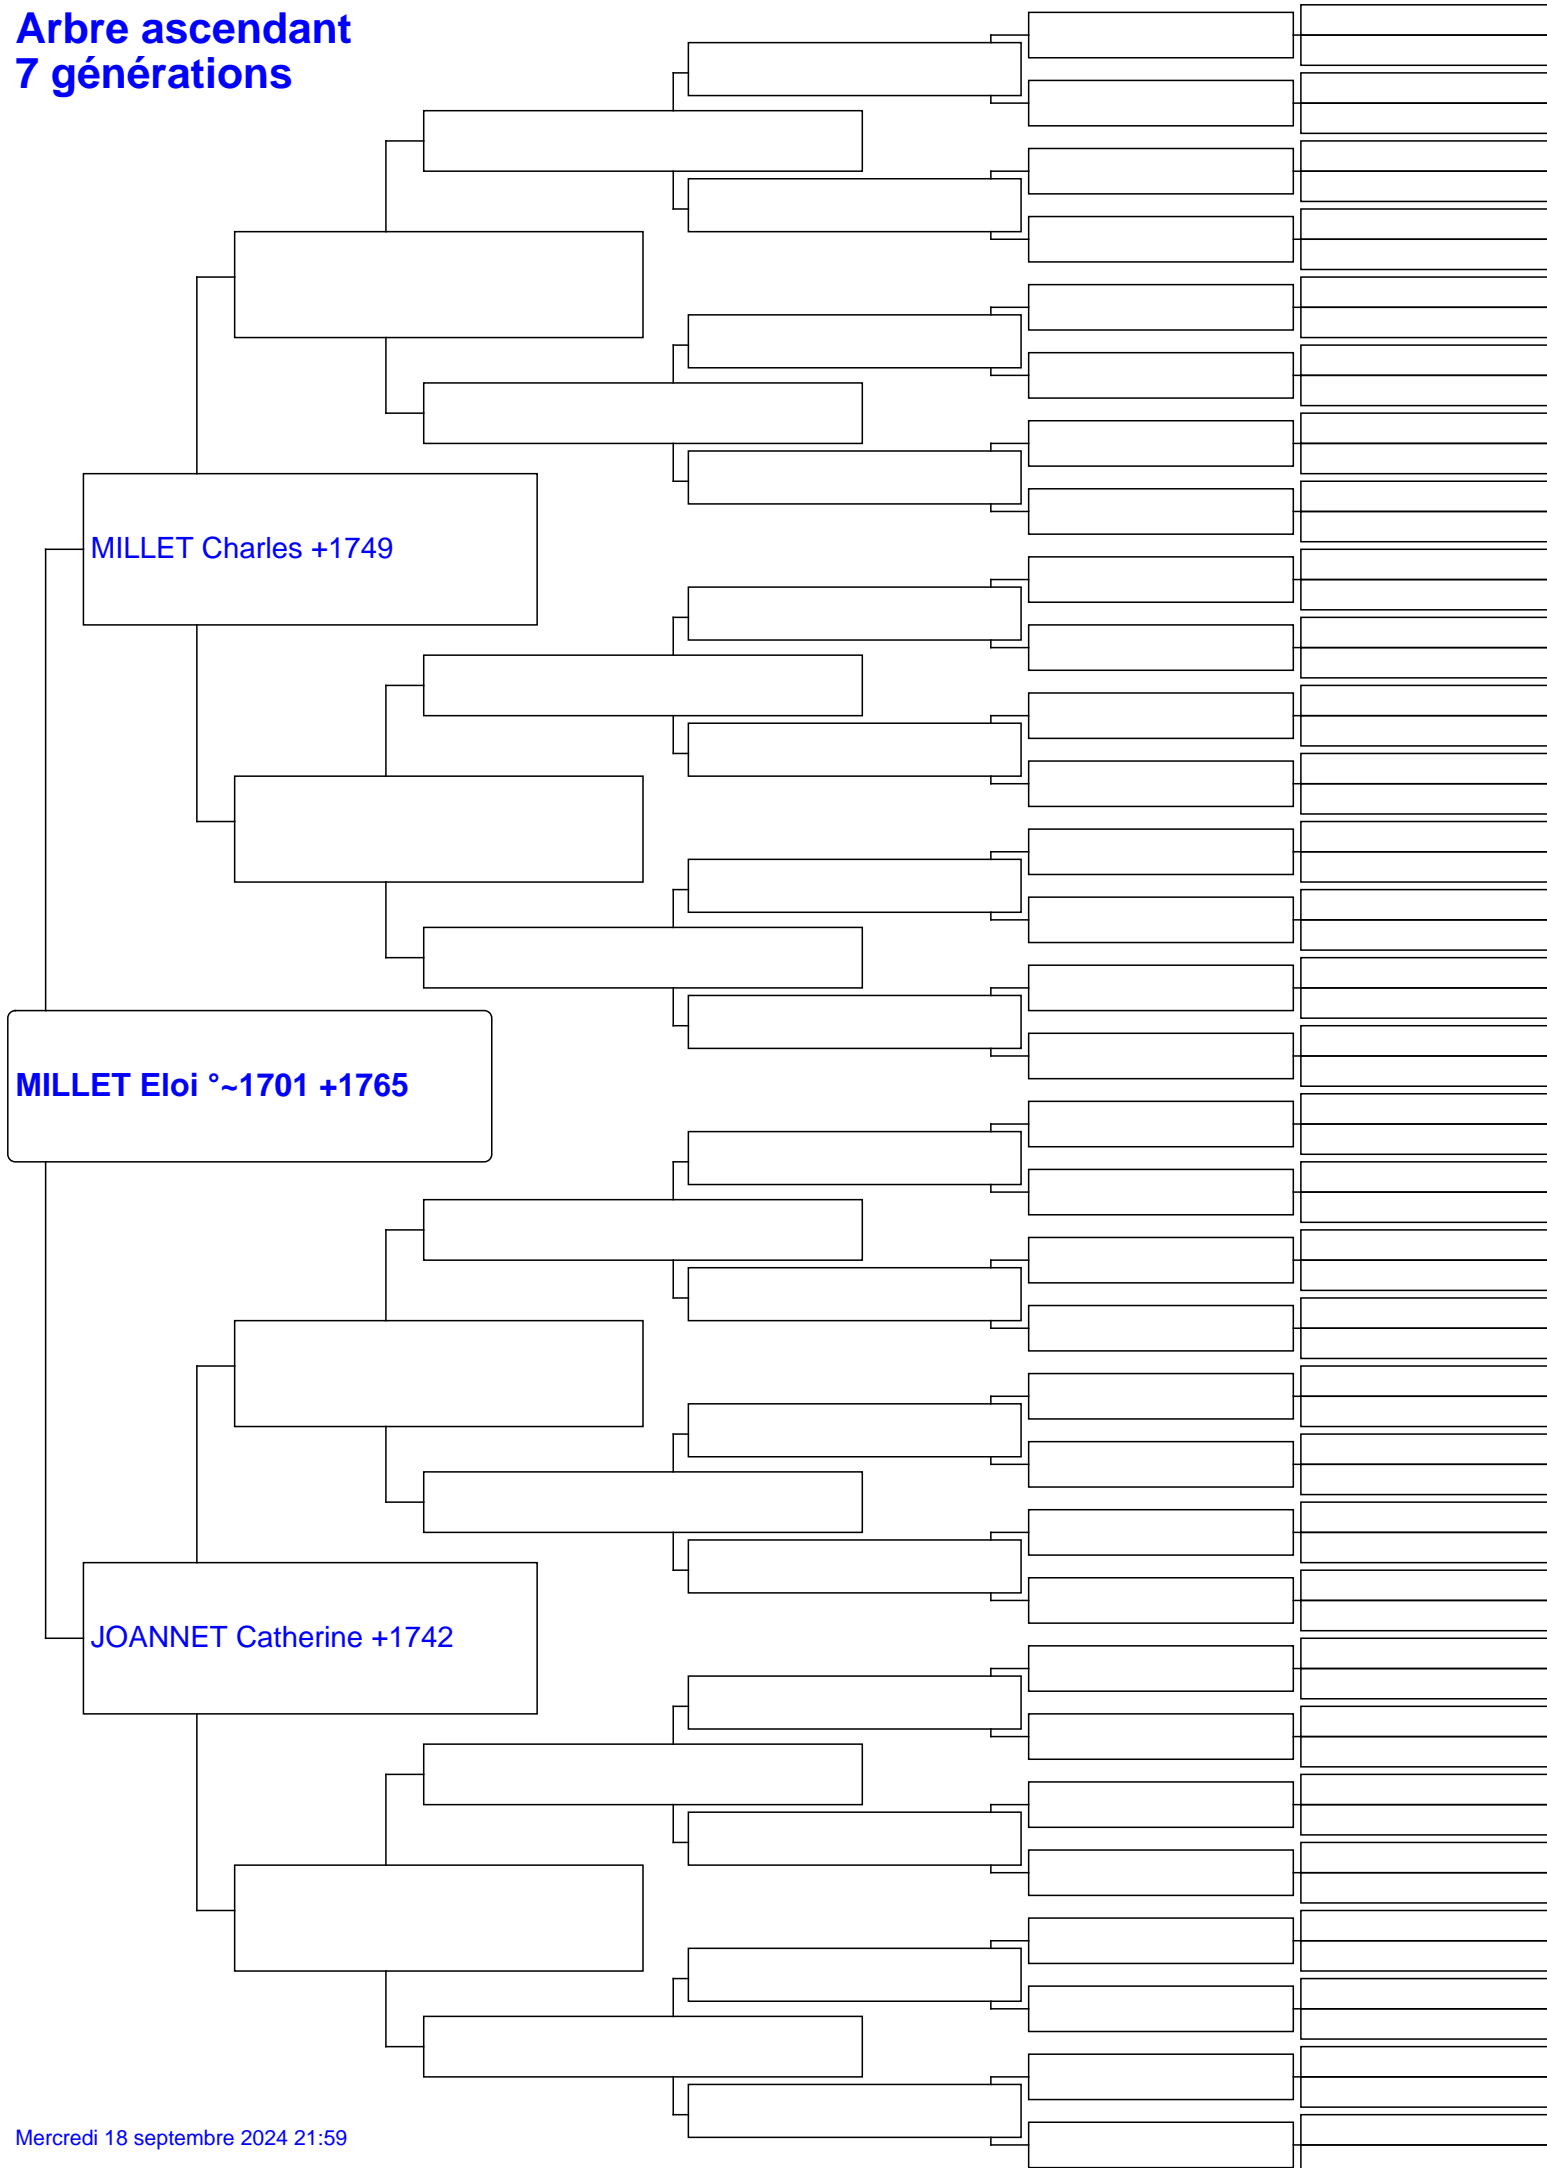 Arbre ascendant
7 générations
MILLET Charles +1749
MILLET Eloi °~1701 +1765
JOANNET Catherine +1742
Mercredi 18 septembre 2024 21:59